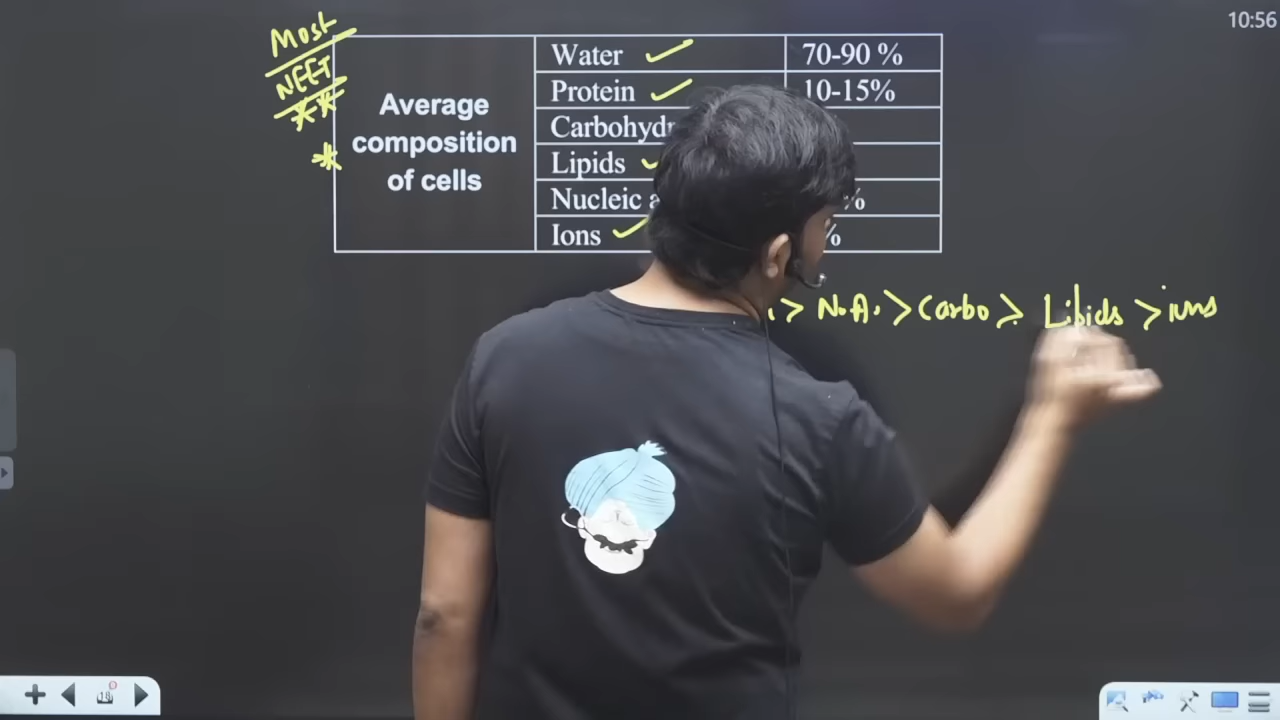 10:56
Most
NEET
Average
composition
of cells
Water 70-90 %
Protein 10-15%
Lipids
Nucleic
Ions %
> N.A. > Carbo > Lipids > ions
18